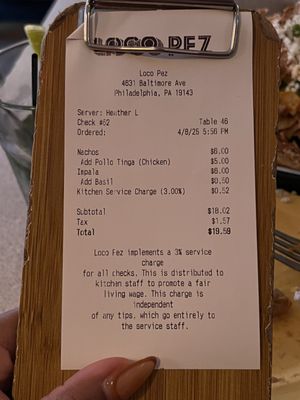 LOCO PEZ
Loco Pez
4631 Baltimore Ave
Philadelphia, PA 19143
Server: Heather L
Check #62 Table 46
Ordered: 4/8/25 5:56 PM
Nachos $6.00
Add Pollo Tinga (Chicken) $5.00
Impala $6.00
Add Basil $0.50
Kitchen Service Charge (3.00%) $0.52
Subtotal $18.02
Tax $1.57
Total $19.59
Loco Pez implements a 3% service
charge
for all checks. This is distributed to
kitchen staff to promote a fair
living wage. This charge is
independent
of any tips, which go entirely to
the service staff.